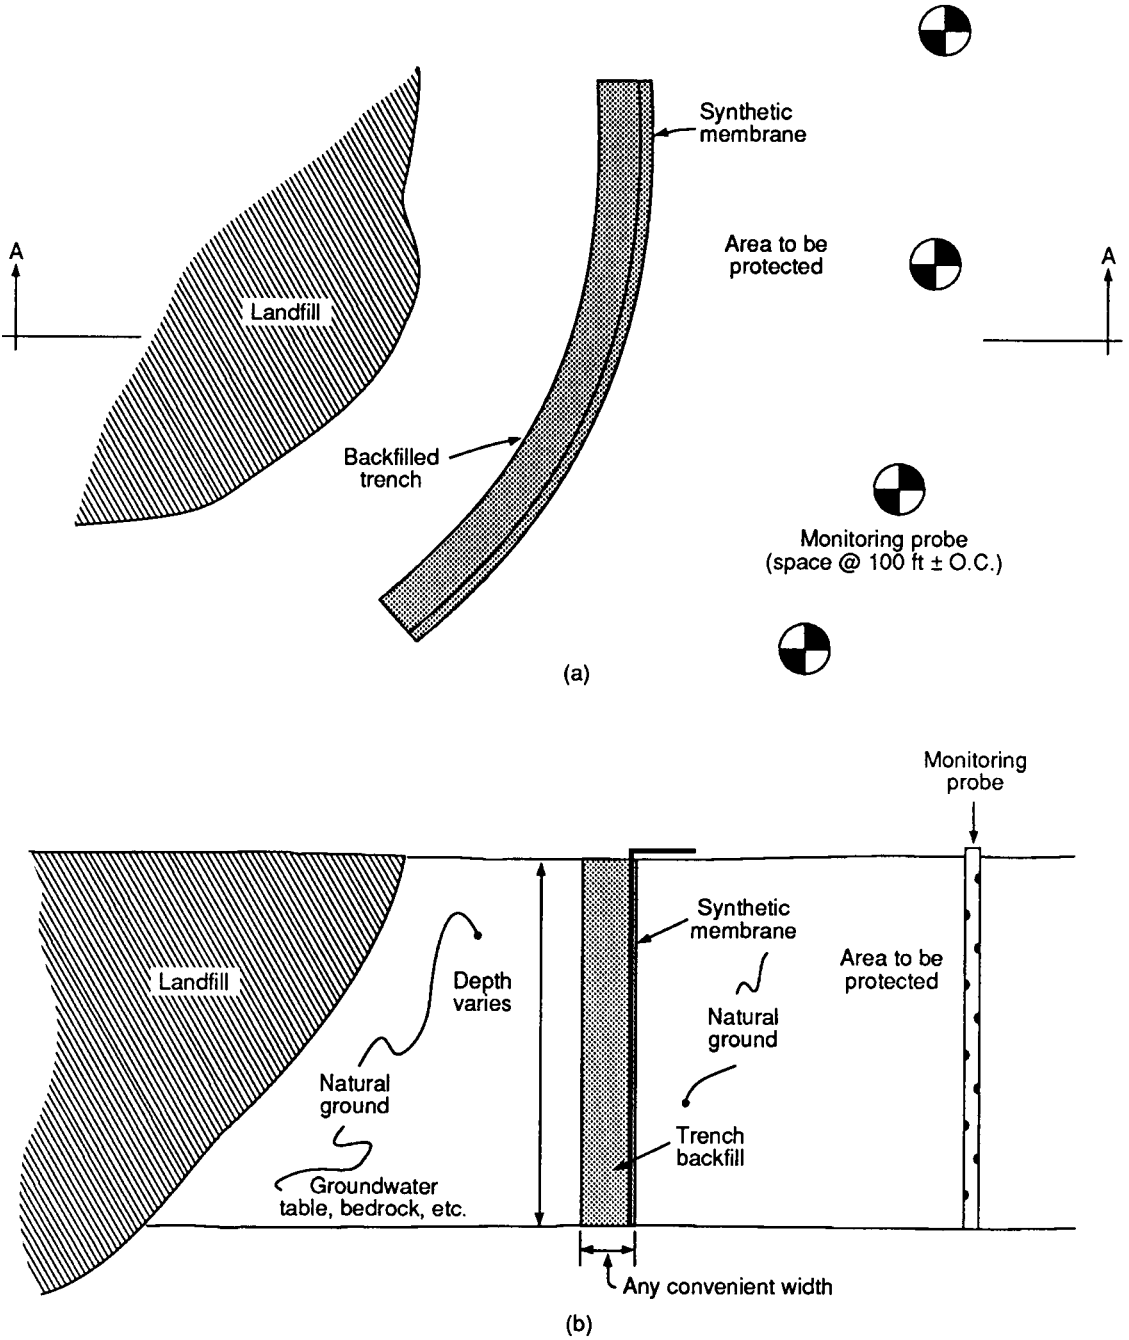 Synthetic
membrane
A
Area to be
protected
A
Landfill
Backfilled
trench
Monitoring probe
(space @ 100 ft ± O.C.)
(a)
Monitoring
probe
Synthetic
membrane
Area to be
protected
Landfill
Depth
varies
Natural
ground
Natural
ground
Trench
backfill
Groundwater
table, bedrock, etc.
Any convenient width
(b)